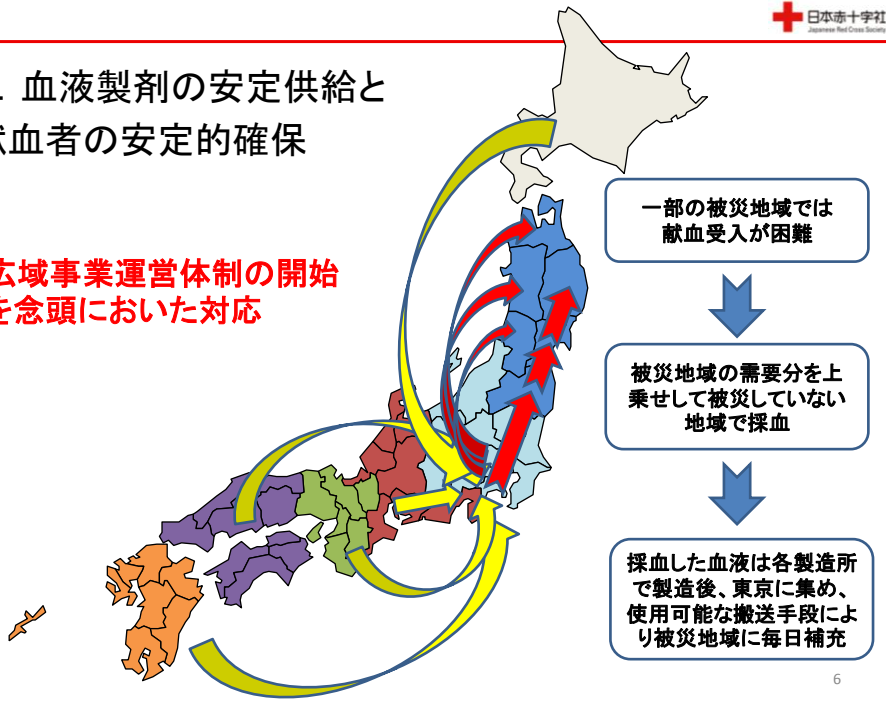 日本赤十字社
Japanese Red Cross Society
. 血液製剤の安定供給と
血者の安定的確保
広域事業運営体制の開始
を念頭においた対応
一部の被災地域では
献血受入が困難
被災地域の需要分を上
乗せして被災していない
地域で採血
採血した血液は各製造所
で製造後、東京に集め、
使用可能な搬送手段によ
り被災地域に毎日補充
6